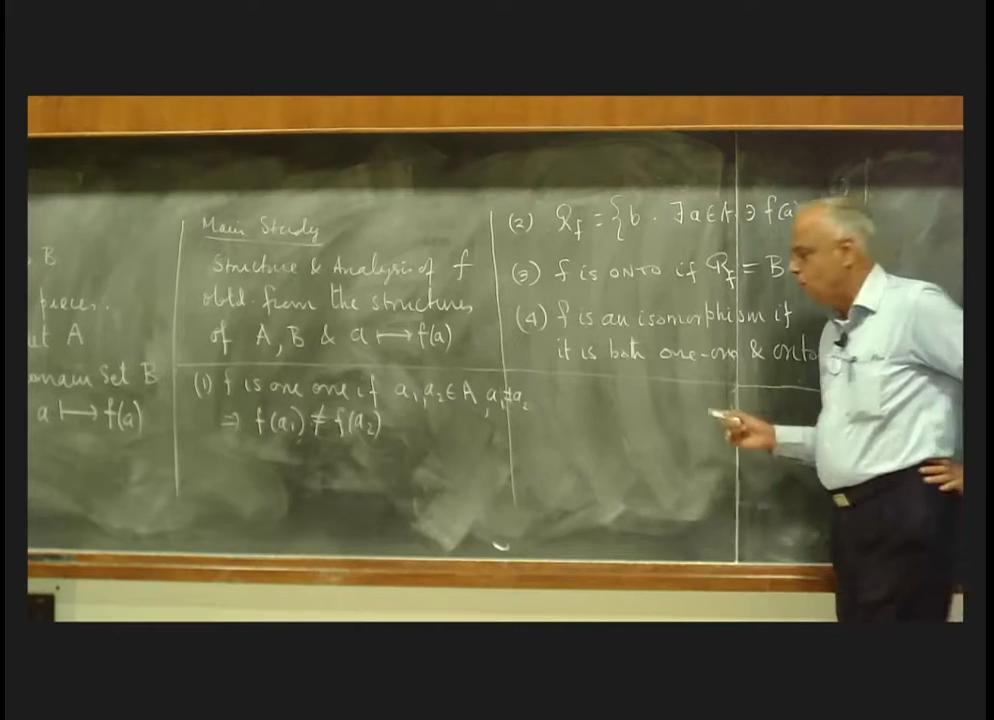 B
pieces.
A
Set B
a ⟼ f(a)
Main Study
Structure & Analysis of f
obtd. from the structures
of A, B & a ⟼ f(a)
(1) f is one one if a₁, a₂ ∈ A, a₁ ≠ a₂
⇒ f(a₁) ≠ f(a₂)
(2) R_f = { b . ∃ a ∈ A ∋ f(a)
(3) f is ONTO if R_f = B
(4) f is an isomorphism if
it is both one-one & onto